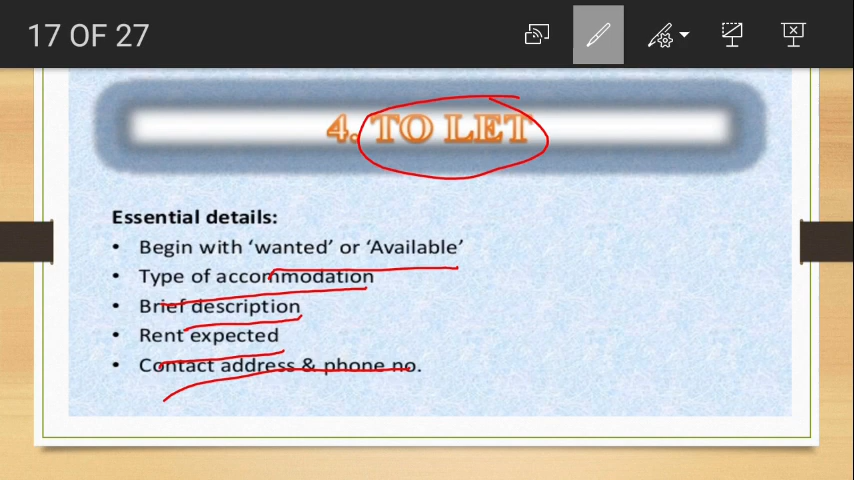 17 OF 27
4. TO LET
Essential details:
• Begin with ‘wanted’ or ‘Available’
• Type of accommodation
• Brief description
• Rent expected
• Contact address & phone no.